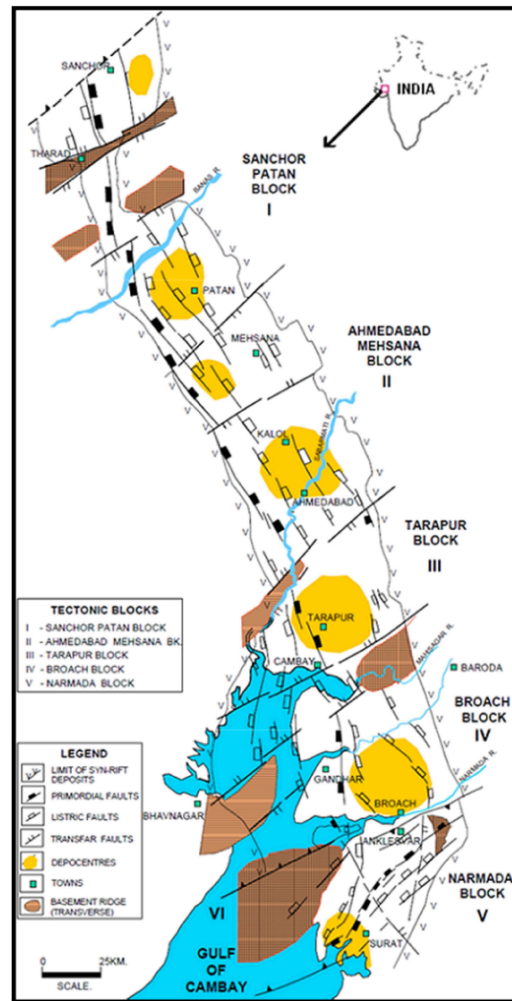 SANCHOR
INDIA
THARAD
SANCHOR
PATAN
BLOCK
I
BANAS R.
PATAN
MEHSANA
AHMEDABAD
MEHSANA
BLOCK
II
KALOL
SABARMATI R.
AHMEDABAD
TARAPUR
BLOCK
III
TECTONIC BLOCKS
I - SANCHOR PATAN BLOCK
II - AHMEDABAD MEHSANA BK.
III - TARAPUR BLOCK
IV - BROACH BLOCK
V - NARMADA BLOCK
TARAPUR
CAMBAY
MAHISAGAR R.
BARODA
BROACH
BLOCK
IV
LEGEND
LIMIT OF SYN-RIFT
DEPOSITS
PRIMORDIAL FAULTS
LISTRIC FAULTS
TRANSFAR FAULTS
DEPOCENTRES
TOWNS
BASEMENT RIDGE
(TRANSVERSE)
GANDHAR
NARMADA R.
BHAVNAGAR
BROACH
ANKLESVAR
NARMADA
BLOCK
V
VI
GULF
OF
CAMBAY
SURAT
0 25KM.
SCALE.